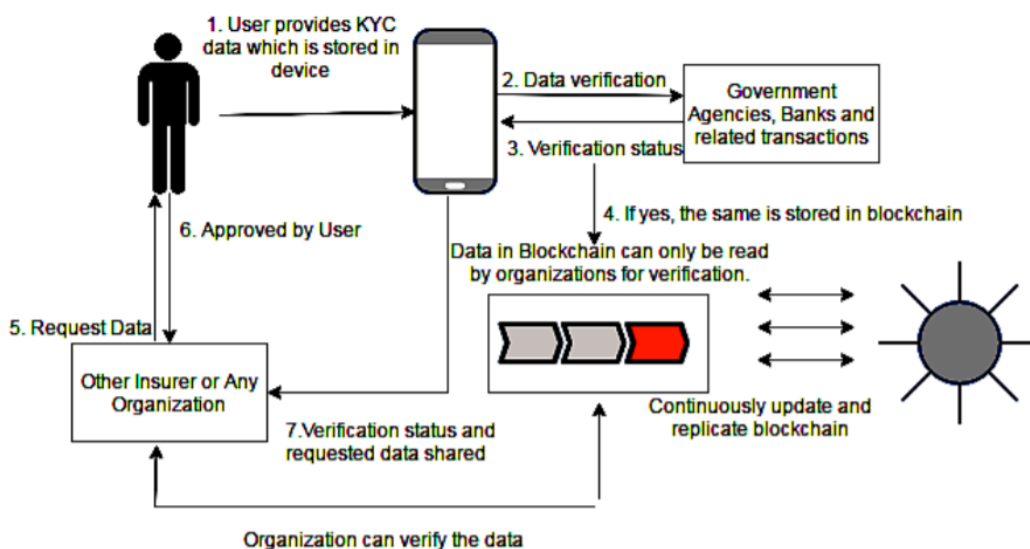 1. User provides KYC
data which is stored in
device
2. Data verification
Government
Agencies, Banks and
related transactions
3. Verification status
4. If yes, the same is stored in blockchain
6. Approved by User
Data in Blockchain can only be read
by organizations for verification.
5. Request Data
Other Insurer or Any
Organization
7.Verification status and
requested data shared
Continuously update and
replicate blockchain
Organization can verify the data